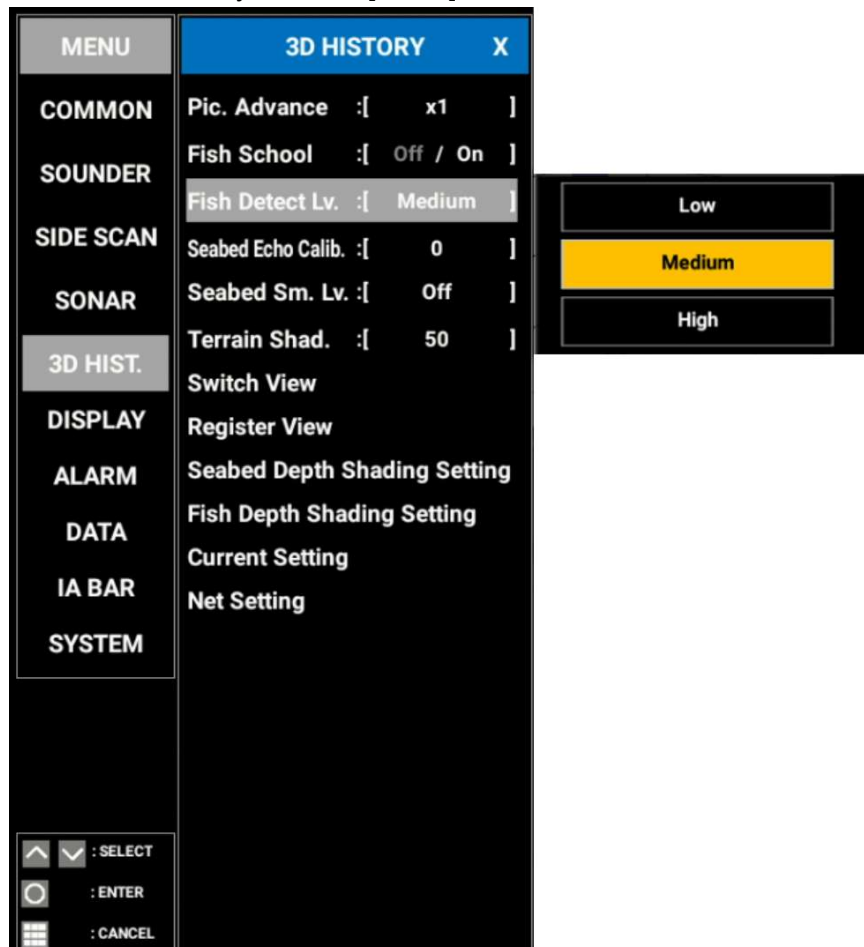 MENU
COMMON
SOUNDER
SIDE SCAN
SONAR
3D HIST.
DISPLAY
ALARM
DATA
IA BAR
SYSTEM
: SELECT
: ENTER
: CANCEL
3D HISTORY X
Pic. Advance :[ x1 ]
Fish School :[ Off / On ]
Fish Detect Lv. :[ Medium ]
Seabed Echo Calib. :[ 0 ]
Seabed Sm. Lv. :[ Off ]
Terrain Shad. :[ 50 ]
Switch View
Register View
Seabed Depth Shading Setting
Fish Depth Shading Setting
Current Setting
Net Setting
Low
Medium
High